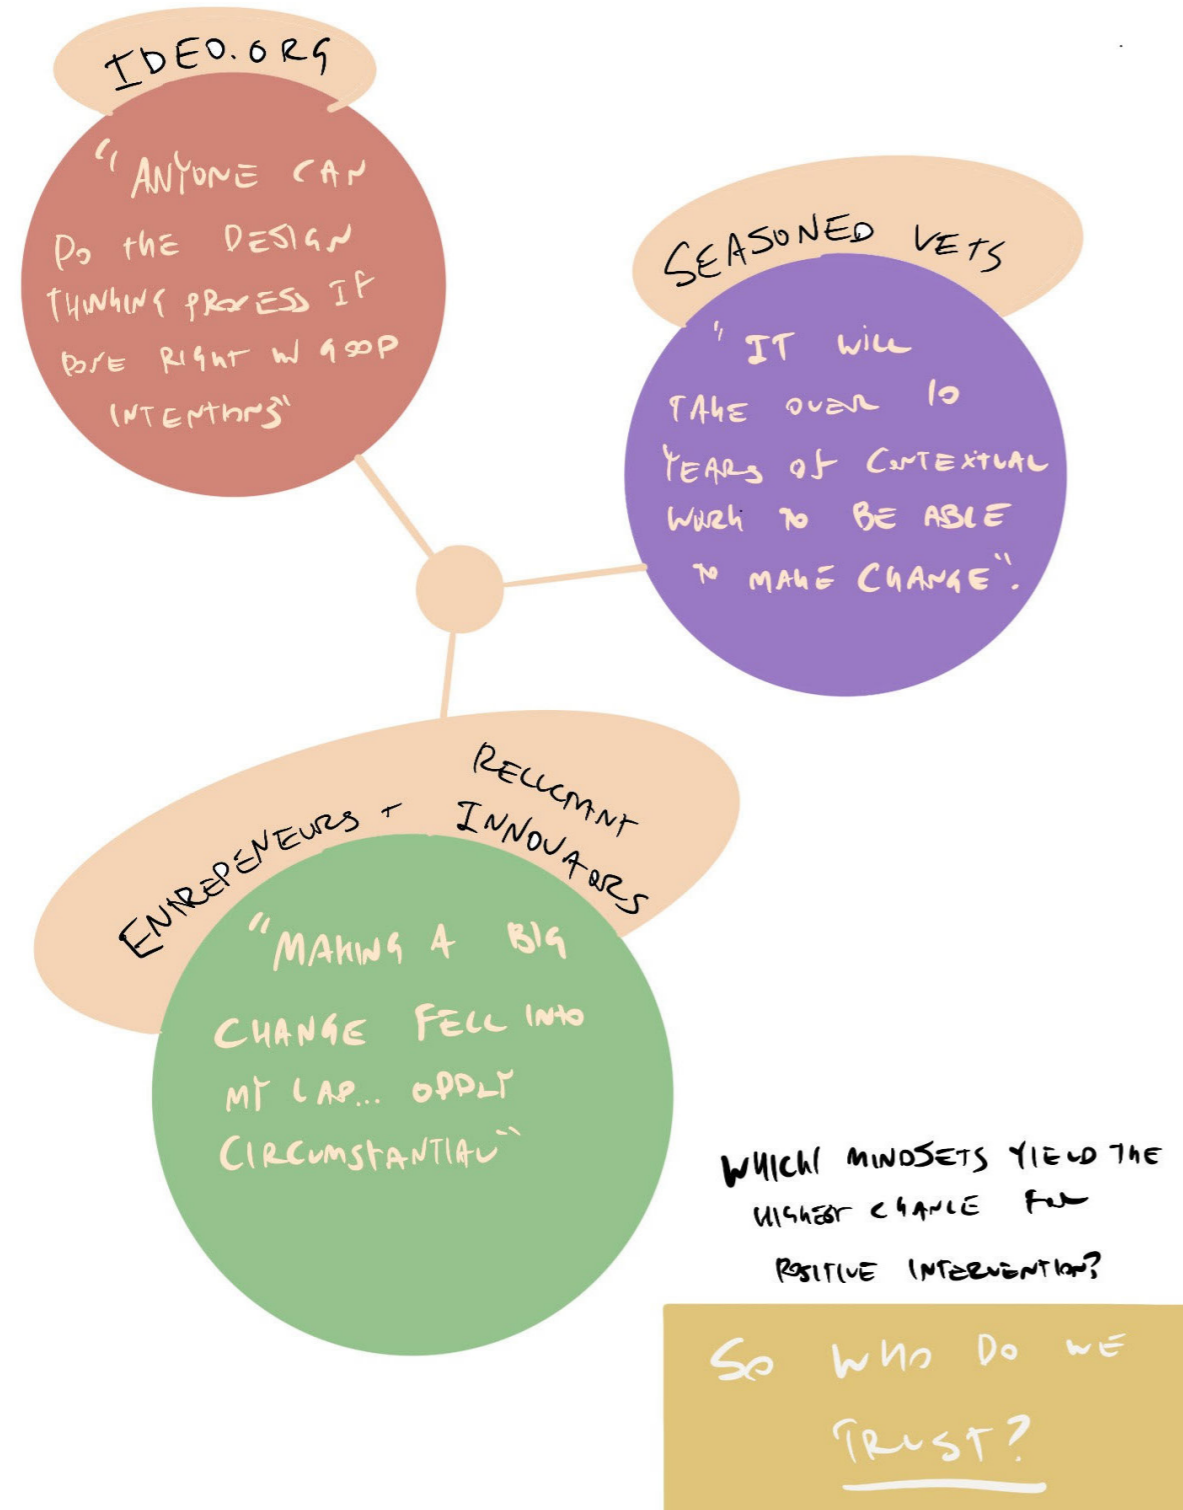 IDEO.ORG
"ANYONE CAN
DO THE DESIGN
THINKING PROCESS IF
DONE RIGHT W GOOD
INTENTIONS"
SEASONED VETS
"IT WILL
TAKE OVER 10
YEARS OF CONTEXTUAL
WORK TO BE ABLE
TO MAKE CHANGE".
ENTREPENEURS +
RELUCTANT
INNOVATORS
"MAKING A BIG
CHANGE FELL INTO
MY LAP... ODDLY
CIRCUMSTANTIAL"
WHICH MINDSETS YIELD THE
HIGHEST CHANCE FOR
POSITIVE INTERVENTION?
SO WHO DO WE
TRUST?